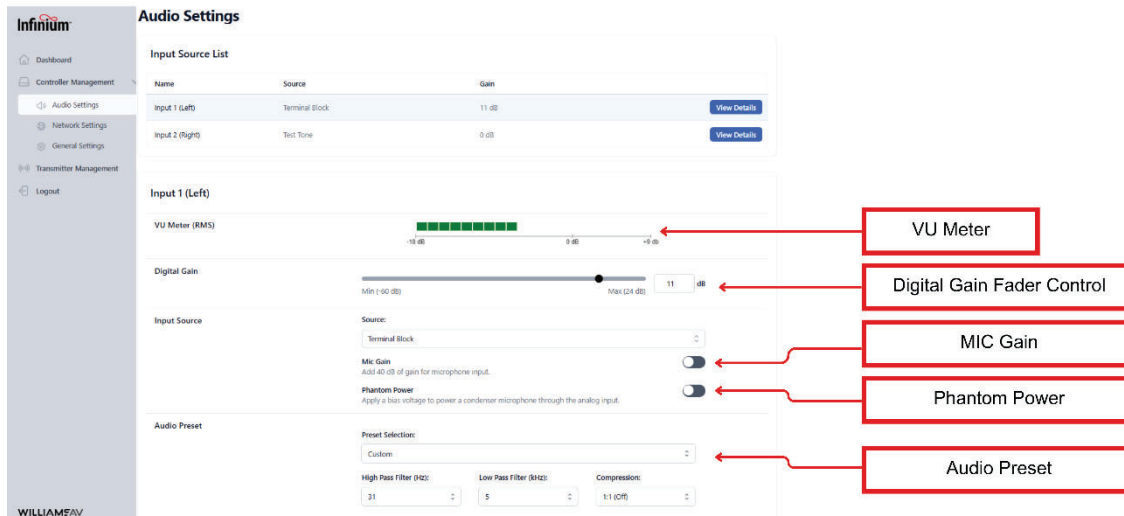 Infinium
Audio Settings
Dashboard
Controller Management
Audio Settings
Network Settings
General Settings
Transmitter Management
Logout
WILLIAMS AV
Input Source List
Name Source Gain
Input 1 (Left) Terminal Block 11 dB View Details
Input 2 (Right) Test Tone 0 dB View Details
Input 1 (Left)
VU Meter (RMS)
-18 dB 0 dB +9 db
VU Meter
Digital Gain
Min (-60 dB) Max (24 dB) 11 dB
Digital Gain Fader Control
Input Source
Source:
Terminal Block
Mic Gain
Add 40 dB of gain for microphone input.
MIC Gain
Phantom Power
Apply a bias voltage to power a condenser microphone through the analog input.
Phantom Power
Audio Preset
Preset Selection:
Custom
Audio Preset
High Pass Filter (Hz): Low Pass Filter (kHz): Compression:
31 5 1:1 (Off)